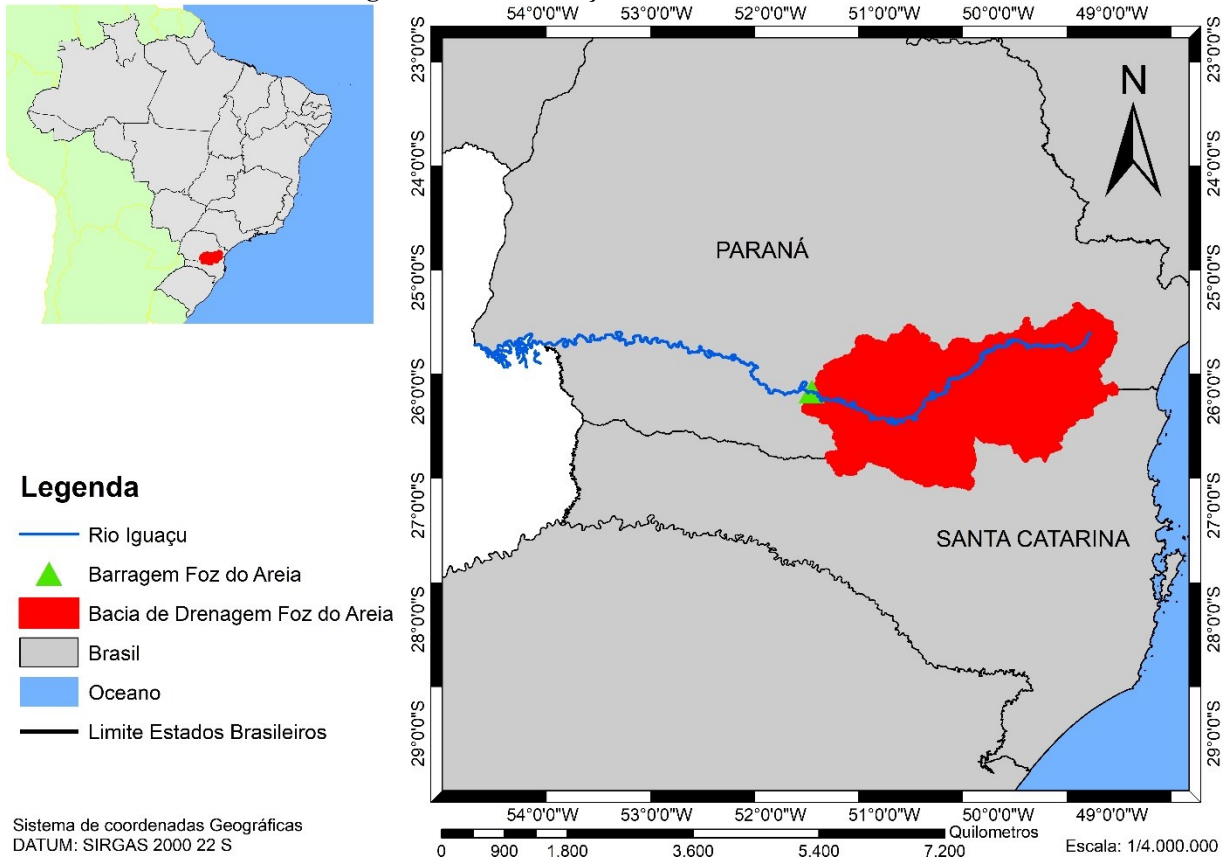 54°0'0"W 53°0'0"W 52°0'0"W 51°0'0"W 50°0'0"W 49°0'0"W
23°0'0"S 24°0'0"S 25°0'0"S 26°0'0"S 27°0'0"S 28°0'0"S 29°0'0"S
N
PARANÁ
SANTA CATARINA
23°0'0"S 24°0'0"S 25°0'0"S 26°0'0"S 27°0'0"S 28°0'0"S 29°0'0"S
54°0'0"W 53°0'0"W 52°0'0"W 51°0'0"W 50°0'0"W 49°0'0"W
Legenda
Rio Iguaçu
Barragem Foz do Areia
Bacia de Drenagem Foz do Areia
Brasil
Oceano
Limite Estados Brasileiros
Sistema de coordenadas Geográficas
DATUM: SIRGAS 2000 22 S
Quilometros
0 900 1.800 3.600 5.400 7.200
Escala: 1/4.000.000